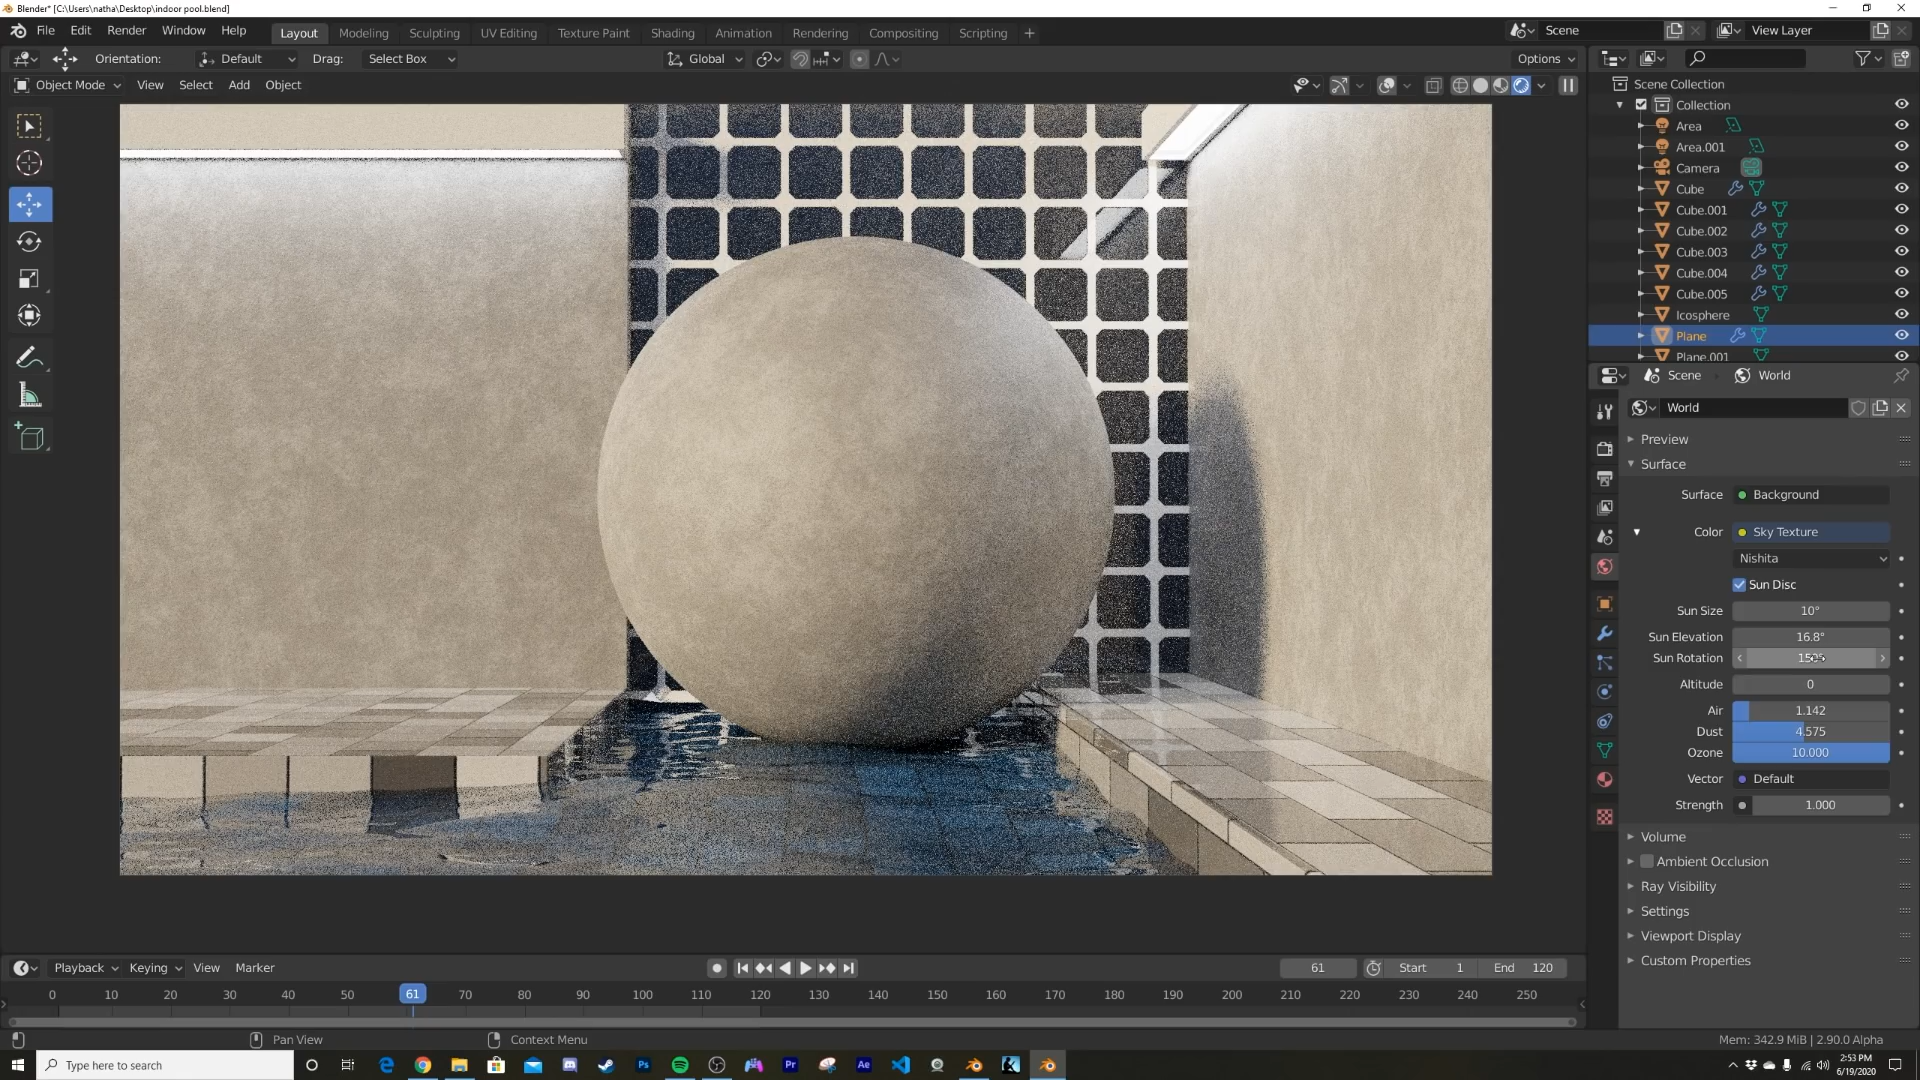 Blender* [C:\Users\natha\Desktop\indoor pool.blend]
File Edit Render Window Help Layout Modeling Sculpting UV Editing Texture Paint Shading Animation Rendering Compositing Scripting + Scene View Layer
Orientation: Default Drag: Select Box Global Options
Object Mode View Select Add Object
Scene Collection
Collection
Area
Area.001
Camera
Cube
Cube.001
Cube.002
Cube.003
Cube.004
Cube.005
Icosphere
Plane
Plane.001
Scene World
World
Preview
Surface
Surface Background
Color Sky Texture
Nishita
Sun Disc
Sun Size 10°
Sun Elevation 16.8°
Sun Rotation
Altitude 0
Air 1.142
Dust 4.575
Ozone 10.000
Vector Default
Strength 1.000
Volume
Ambient Occlusion
Ray Visibility
Settings
Viewport Display
Custom Properties
Playback Keying View Marker 61 Start 1 End 120
0 10 20 30 40 50 61 70 80 90 100 110 120 130 140 150 160 170 180 190 200 210 220 230 240 250
Pan View Context Menu Mem: 342.9 MiB | 2.90.0 Alpha
Type here to search Ps Pr Ae 2:53 PM
6/19/2020